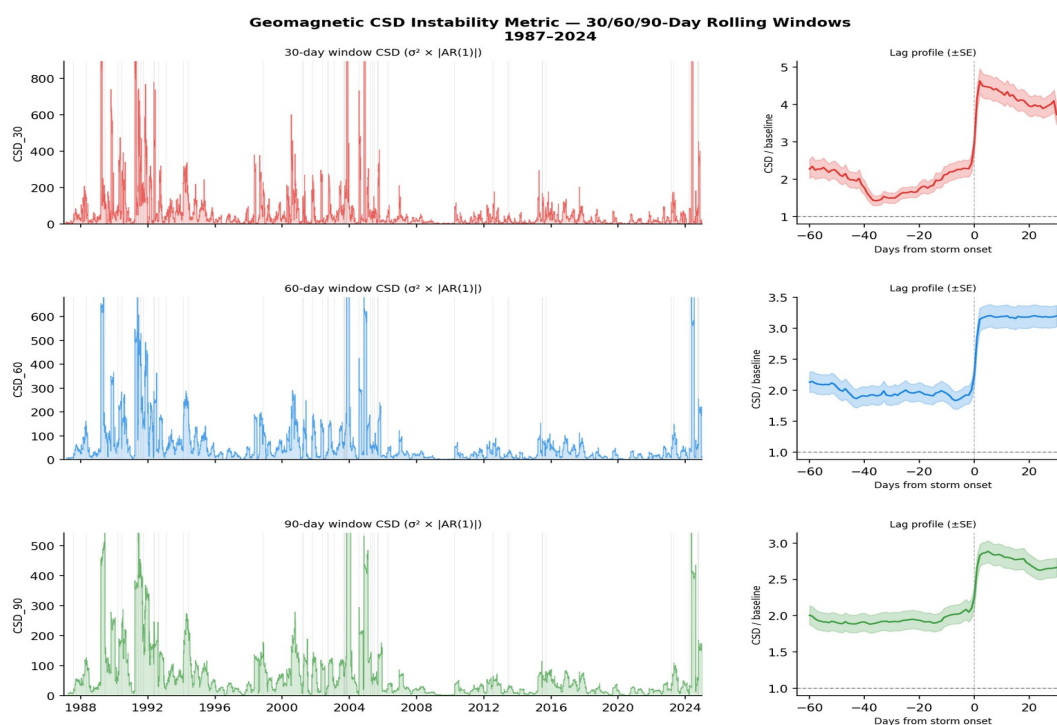 Geomagnetic CSD Instability Metric — 30/60/90-Day Rolling Windows
1987–2024
30-day window CSD (σ² × |AR(1)|)
CSD_30
800
600
400
200
0
Lag profile (±SE)
CSD / baseline
5
4
3
2
1
−60 −40 −20 0 20
Days from storm onset
60-day window CSD (σ² × |AR(1)|)
CSD_60
600
500
400
300
200
100
0
Lag profile (±SE)
CSD / baseline
3.5
3.0
2.5
2.0
1.5
1.0
−60 −40 −20 0 20
Days from storm onset
90-day window CSD (σ² × |AR(1)|)
CSD_90
500
400
300
200
100
0
1988 1992 1996 2000 2004 2008 2012 2016 2020 2024
Lag profile (±SE)
CSD / baseline
3.0
2.5
2.0
1.5
1.0
−60 −40 −20 0 20
Days from storm onset